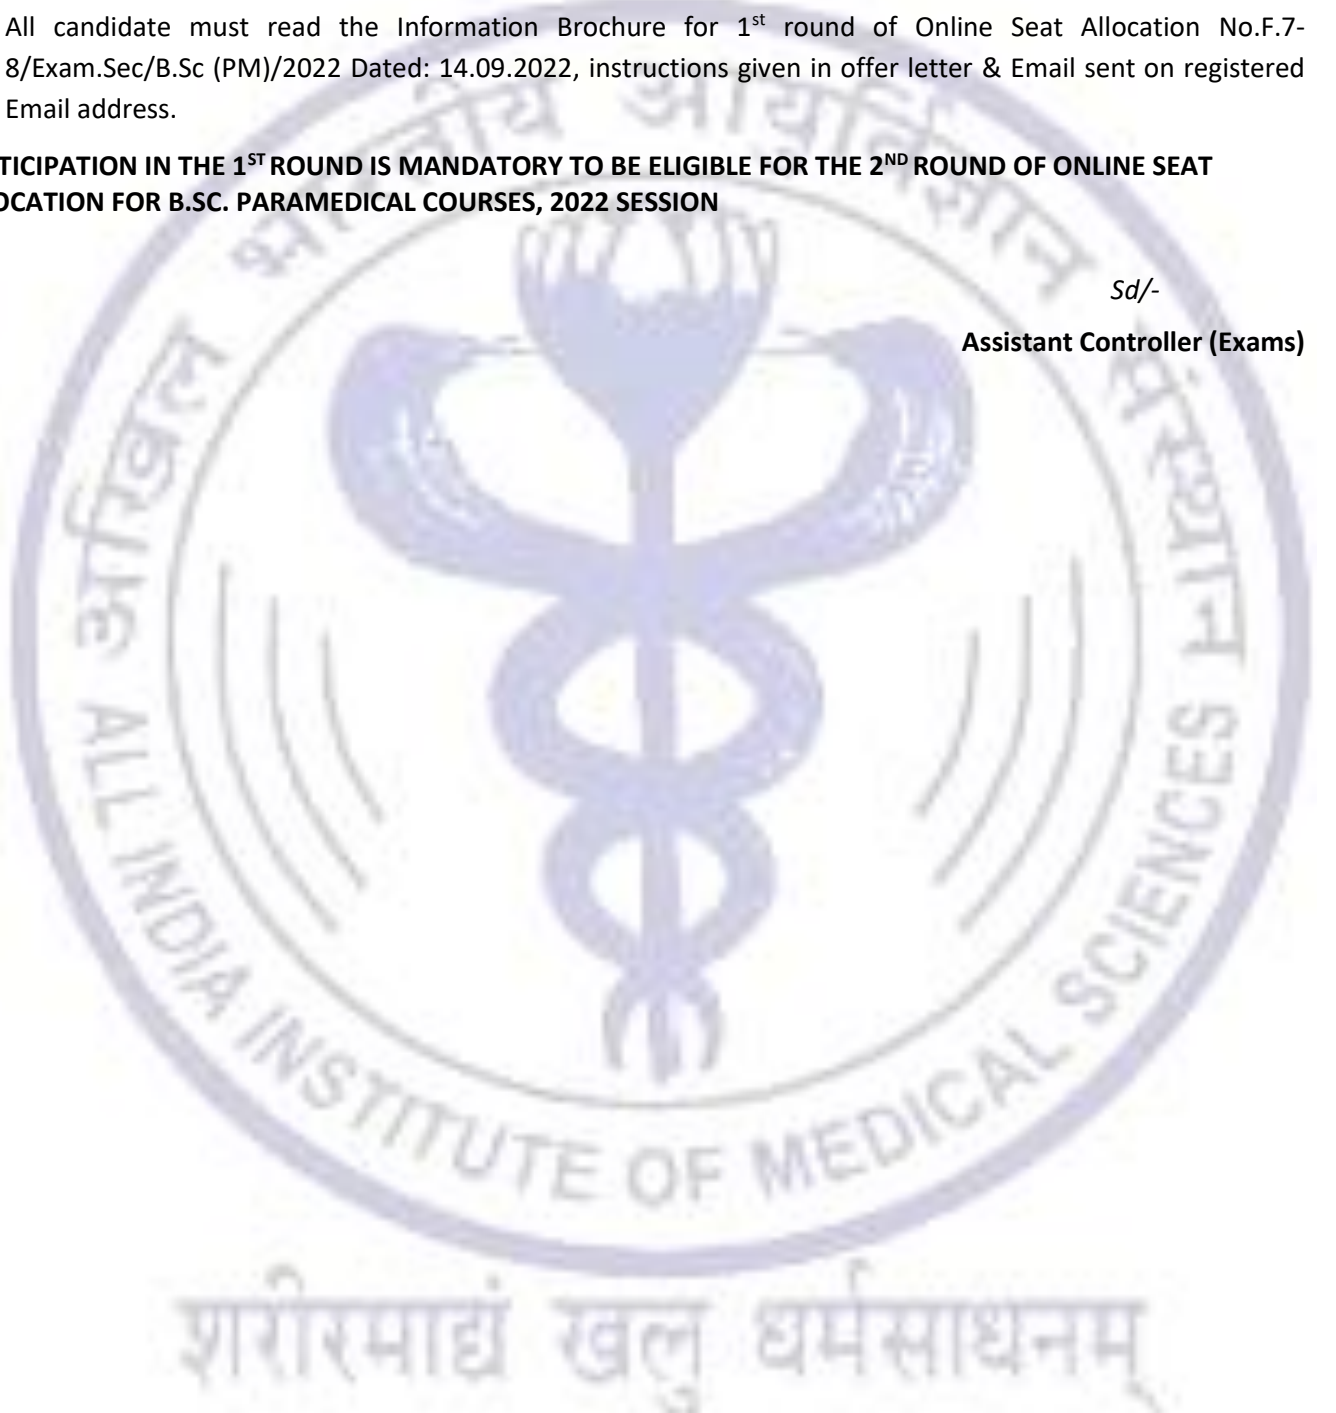 All candidate must read the Information Brochure for 1st round of Online Seat Allocation No.F.7-
8/Exam.Sec/B.Sc (PM)/2022 Dated: 14.09.2022, instructions given in offer letter & Email sent on registered
Email address.
TICIPATION IN THE 1ST ROUND IS MANDATORY TO BE ELIGIBLE FOR THE 2ND ROUND OF ONLINE SEAT
OCATION FOR B.SC. PARAMEDICAL COURSES, 2022 SESSION
Sd/-
Assistant Controller (Exams)
अखिल भारतीय आयुर्विज्ञान संस्थान
ALL INDIA INSTITUTE OF MEDICAL SCIENCES
शरीरमाद्यं खलु धर्मसाधनम्